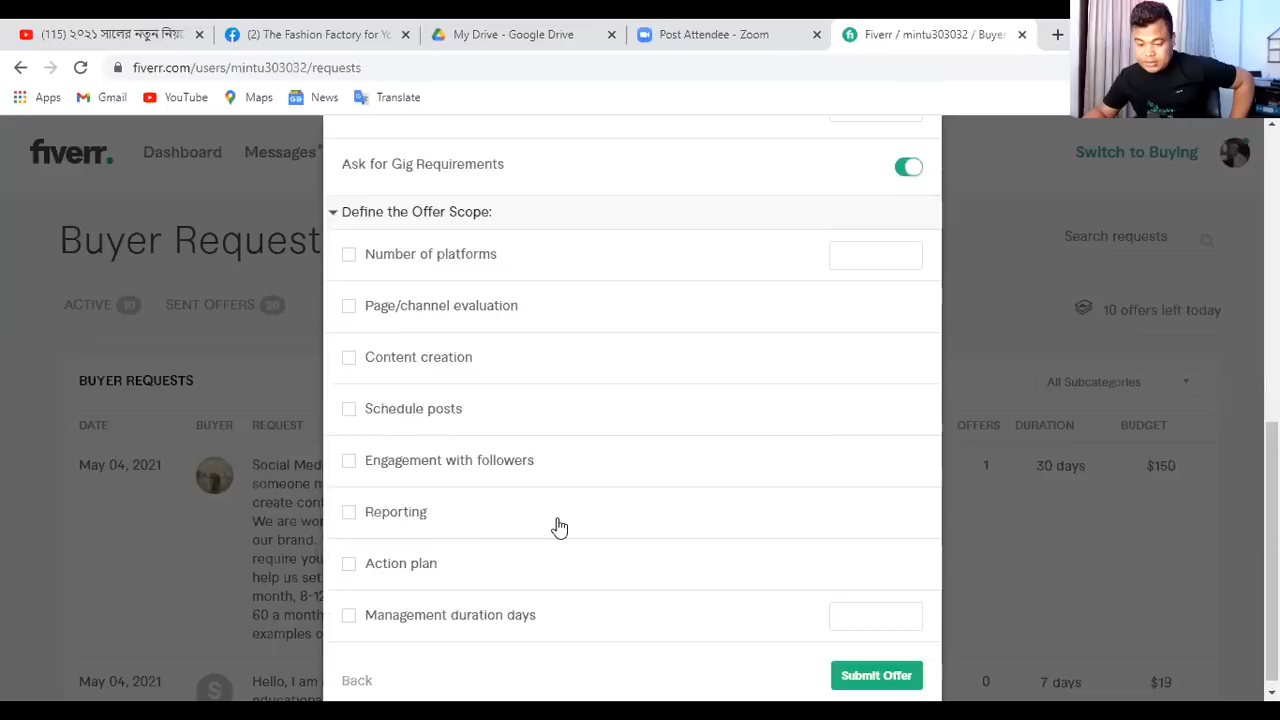 (115) ২০২১ সালের নতুন নিয়ম
(2) The Fashion Factory for Yo
My Drive - Google Drive
Post Attendee - Zoom
Fiverr / mintu303032 / Buyer
fiverr.com/users/mintu303032/requests
Apps Gmail YouTube Maps News Translate
fiverr. Dashboard Messages Switch to Buying
Ask for Gig Requirements
Define the Offer Scope:
Buyer Request
Search requests
Number of platforms
ACTIVE 10 SENT OFFERS 20
Page/channel evaluation
10 offers left today
Content creation
BUYER REQUESTS
All Subcategories
Schedule posts
DATE BUYER REQUEST OFFERS DURATION BUDGET
Engagement with followers
May 04, 2021 Social Med 1 30 days $150
someone m
create cont
Reporting
We are wor
our brand.
require you
Action plan
help us set
month, 8-12
60 a month
Management duration days
examples o
Back Submit Offer
May 04, 2021 S Hello, I am 0 7 days $19